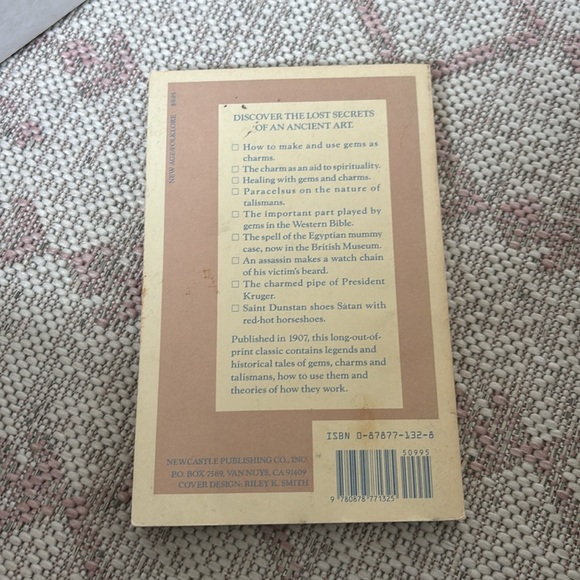 NEW AGE/FOLKLORE
DISCOVER THE LOST SECRETS
OF AN ANCIENT ART.
□ How to make and use gems as
charms.
□ The charm as an aid to spirituality.
□ Healing with gems and charms.
□ Paracelsus on the nature of
talismans.
□ The important part played by
gems in the Western Bible.
□ The spell of the Egyptian mummy
case, now in the British Museum.
□ An assassin makes a watch chain
of his victim's beard.
□ The charmed pipe of President
Kruger.
□ Saint Dunstan shoes Satan with
red-hot horseshoes.
Published in 1907, this long-out-of-
print classic contains legends and
historical tales of gems, charms and
talismans, how to use them and
theories of how they work.
ISBN 0-87877-132-8
50995
9 780878 771325
NEWCASTLE PUBLISHING CO., INC.
P.O. BOX 7589, VAN NUYS, CA 91409
COVER DESIGN: RILEY K. SMITH